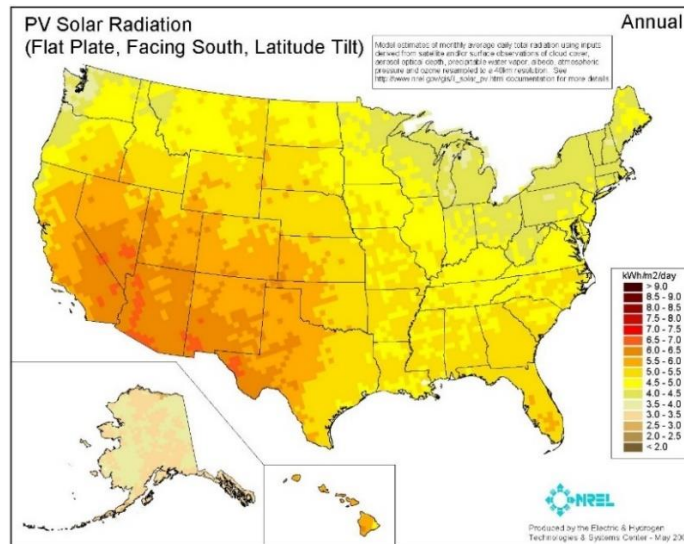 PV Solar Radiation
(Flat Plate, Facing South, Latitude Tilt)
Annual
Model estimates of monthly average daily total radiation using inputs
derived from satellite and/or surface observations of cloud cover,
aerosol optical depth, precipitable water vapor, albedo, atmospheric
pressure and ozone resampled to a 40km resolution. See
for more details
kWh/m2/day
> 9.0
8.5 - 9.0
8.0 - 8.5
7.5 - 8.0
7.0 - 7.5
6.5 - 7.0
6.0 - 6.5
5.5 - 6.0
5.0 - 5.5
4.5 - 5.0
4.0 - 4.5
3.5 - 4.0
3.0 - 3.5
2.5 - 3.0
2.0 - 2.5
< 2.0
NREL
Produced by the Electric & Hydrogen
Technologies & Systems Center - May 200